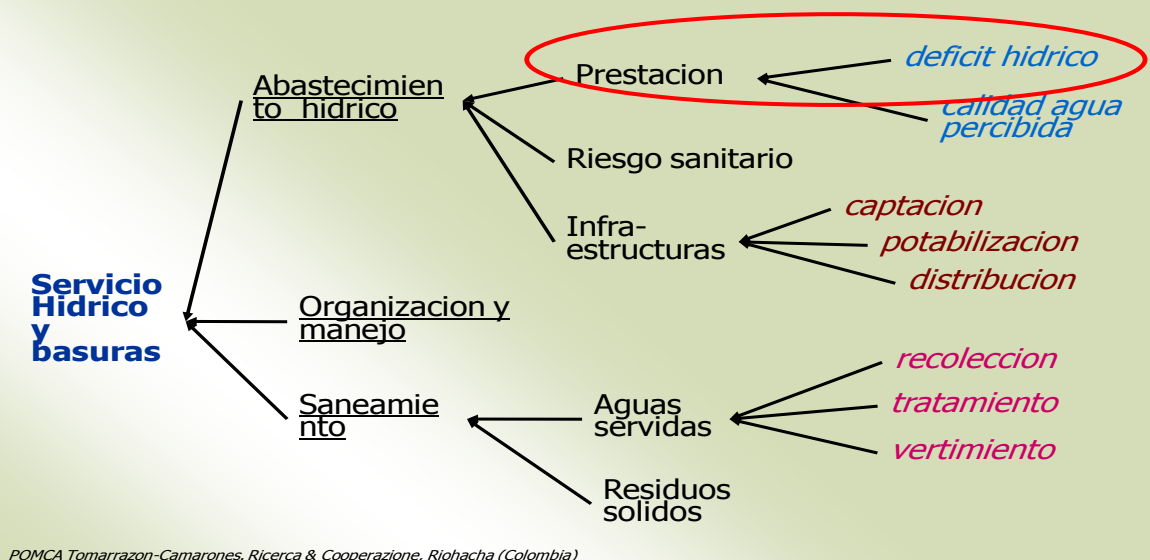 deficit hidrico
Prestacion
Abastecimien
to hidrico
calidad agua
percibida
Riesgo sanitario
captacion
Infra-
estructuras
potabilizacion
distribucion
Servicio
Hidrico
y
basuras
Organizacion y
manejo
recoleccion
Saneamie
nto
Aguas
servidas
tratamiento
vertimiento
Residuos
solidos
POMCA Tomarrazon-Camarones. Ricerca & Cooperazione. Riohacha (Colombia)